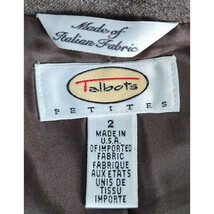 Made of
Italian Fabric
Talbots
PETITES
2
MADE IN
U.S.A.
OF IMPORTED
FABRIC
FABRIQUE
AUX ETATS
UNIS DE
TISSU
IMPORTE